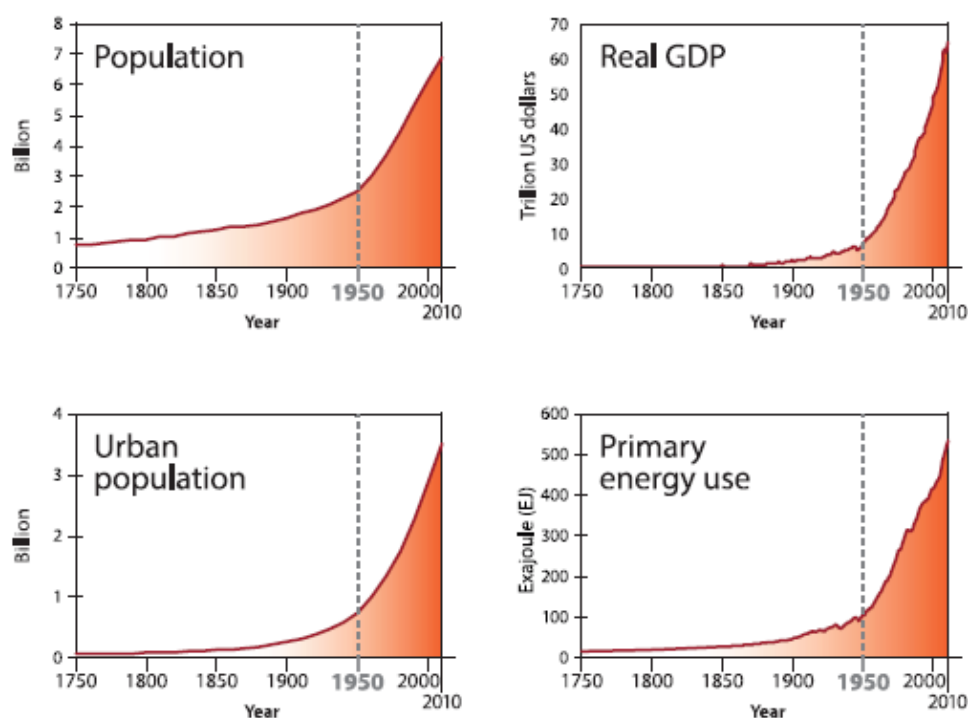 Population
Billion
8
7
6
5
4
3
2
1
0
1750 1800 1850 1900 1950 2000
2010
Year
Real GDP
Trillion US dollars
70
60
50
40
30
20
10
0
1750 1800 1850 1900 1950 2000
2010
Year
Urban
population
Billion
4
3
2
1
0
1750 1800 1850 1900 1950 2000
2010
Year
Primary
energy use
Exajoule (EJ)
600
500
400
300
200
100
0
1750 1800 1850 1900 1950 2000
2010
Year